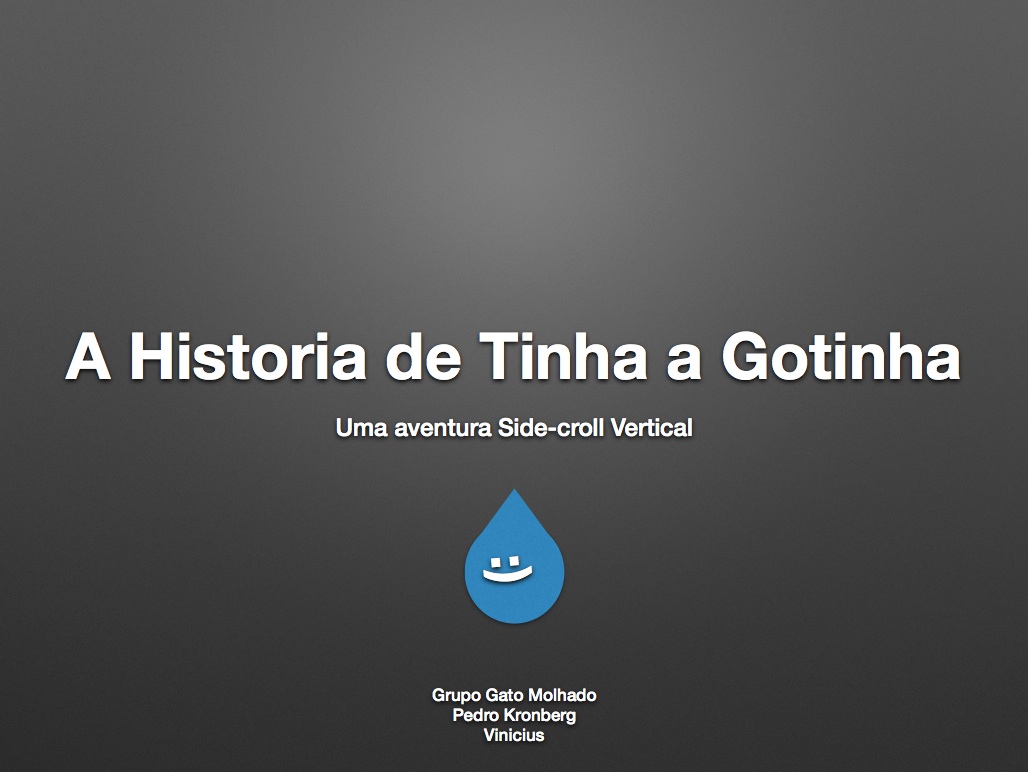 A Historia de Tinha a Gotinha
Uma aventura Side-croll Vertical
:)
Grupo Gato Molhado
Pedro Kronberg
Vinicius